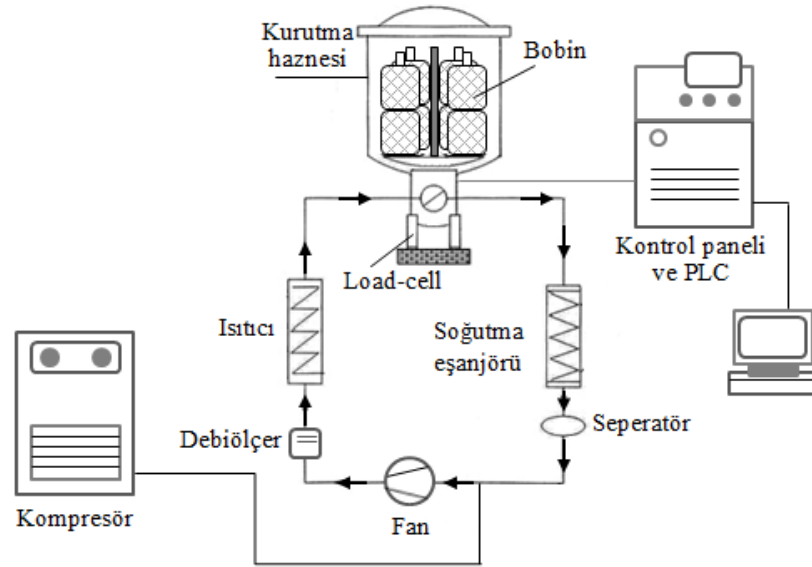 Kurutma
haznesi
Bobin
Kontrol paneli
ve PLC
Load-cell
Isıtıcı
Soğutma
eşanjörü
Debiölçer
Seperatör
Kompresör
Fan